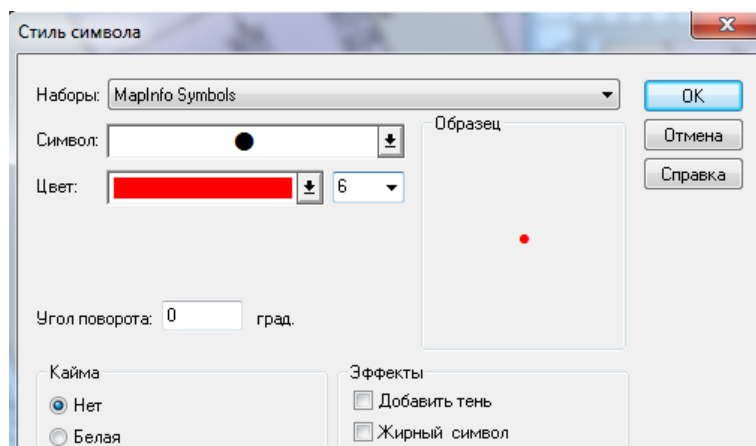 Стиль символа
Наборы: MapInfo Symbols
OK
Символ:
Образец
Отмена
Цвет: 6
Справка
Угол поворота: 0 град.
Кайма
Эффекты
Нет
Добавить тень
Белая
Жирный символ